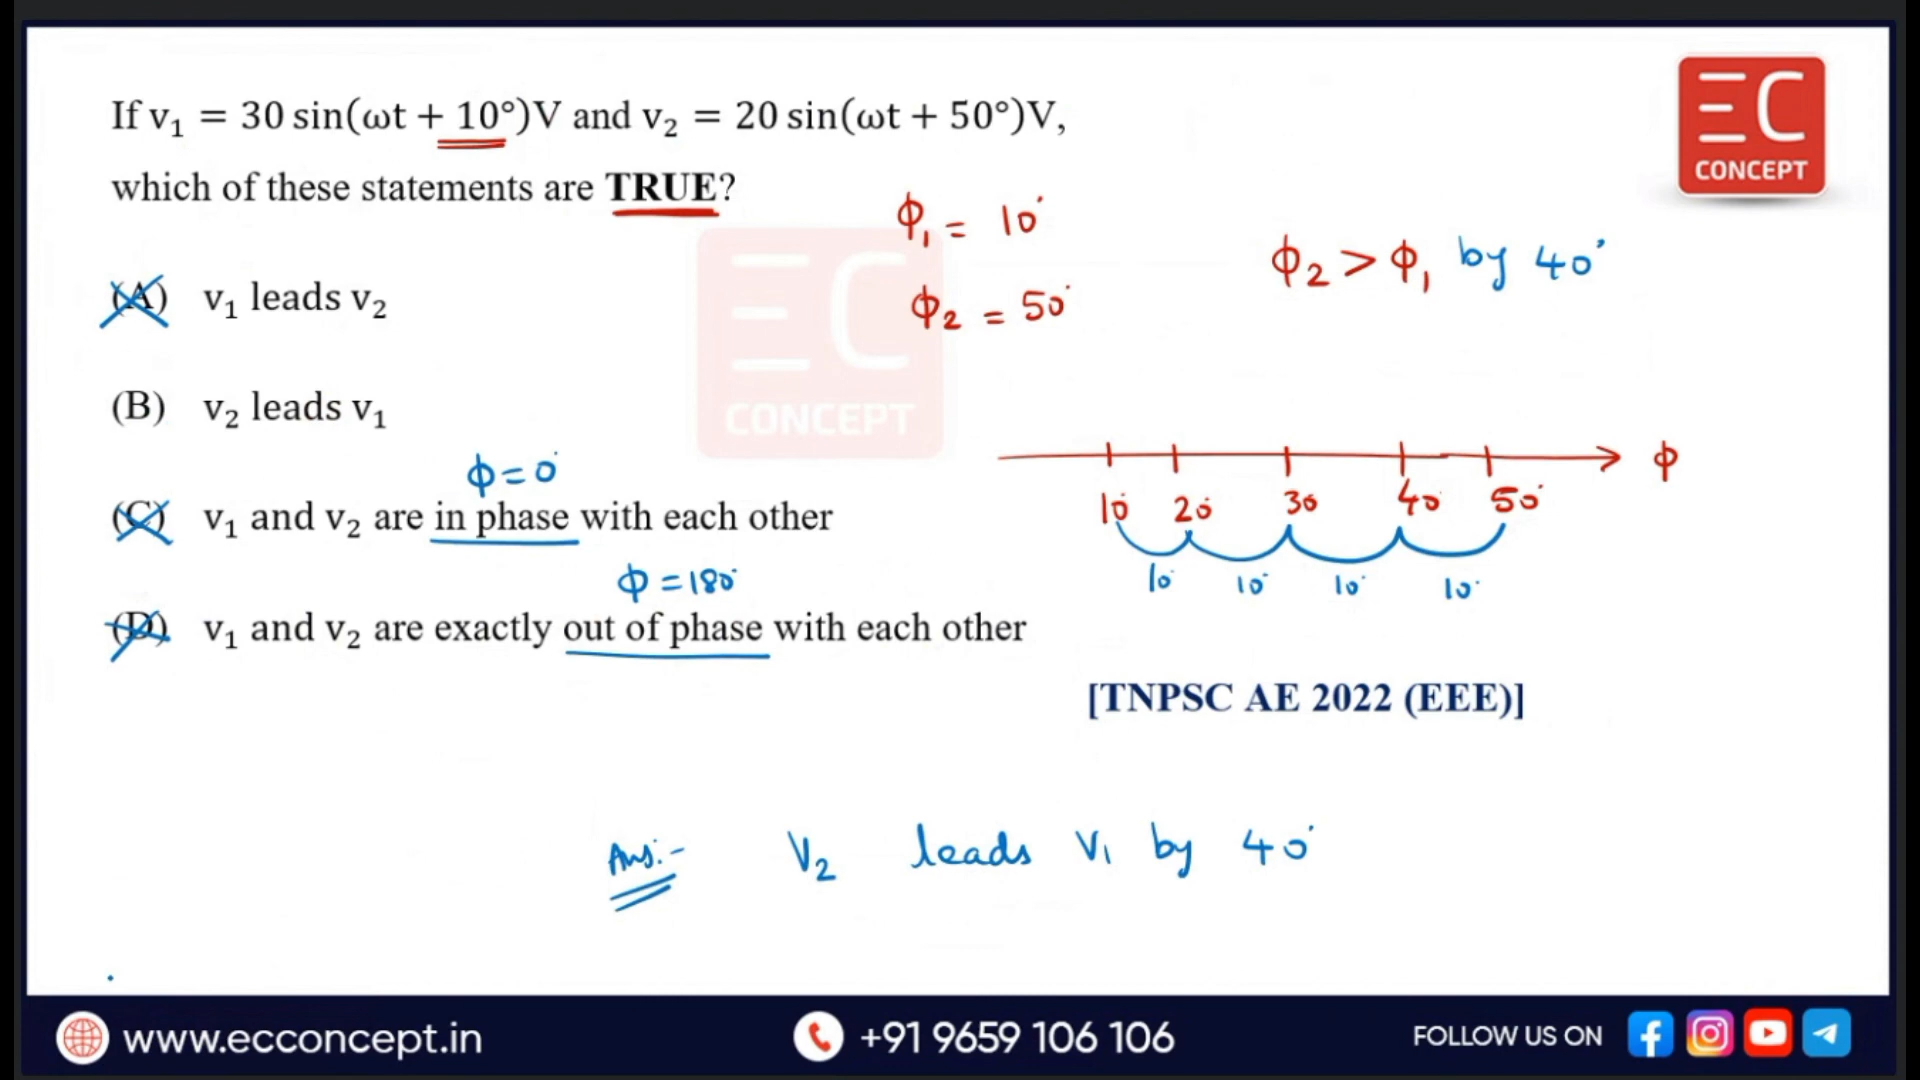 If v₁ = 30 sin(ωt + 10°)V and v₂ = 20 sin(ωt + 50°)V,
which of these statements are TRUE?
EC
CONCEPT
ϕ₁ = 10°
ϕ₂ > ϕ₁ by 40°
(A) v₁ leads v₂
ϕ₂ = 50°
EC
CONCEPT
(B) v₂ leads v₁
ϕ = 0°
ϕ
10° 20° 30 40 50°
(C) v₁ and v₂ are in phase with each other
ϕ = 180°
10° 10° 10° 10°
(D) v₁ and v₂ are exactly out of phase with each other
[TNPSC AE 2022 (EEE)]
Ans:- V₂ leads V₁ by 40°
www.ecconcept.in
+91 9659 106 106
FOLLOW US ON